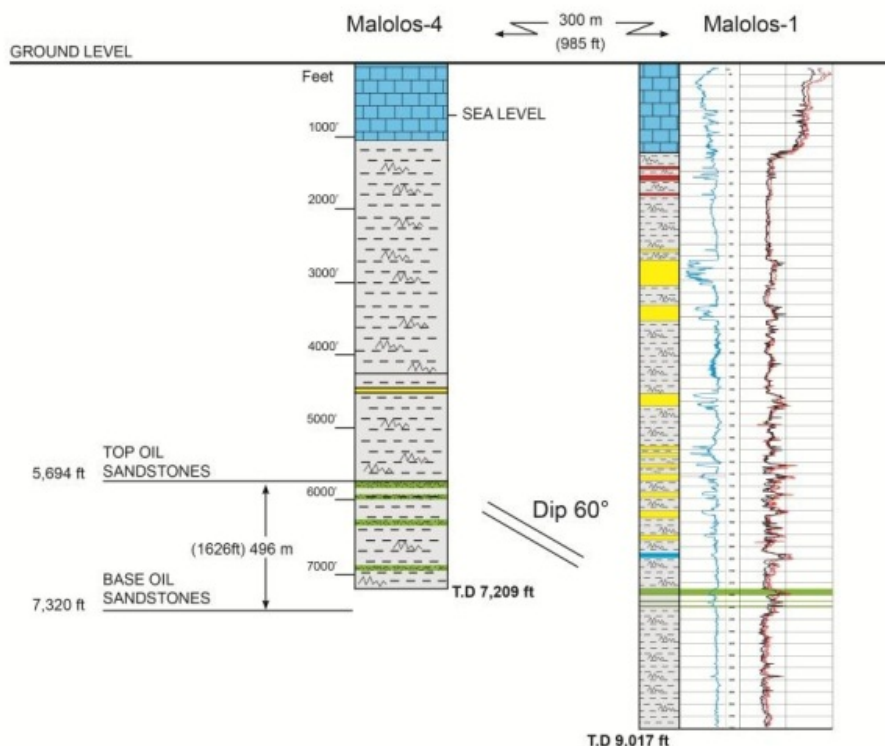 Malolos-4
300 m
(985 ft)
Malolos-1
GROUND LEVEL
Feet
SEA LEVEL
1000'
2000'
3000'
4000'
5000'
TOP OIL
SANDSTONES
5,694 ft
6000'
Dip 60°
(1626ft) 496 m
7000'
BASE OIL
SANDSTONES
7,320 ft
T.D 7,209 ft
T.D 9,017 ft